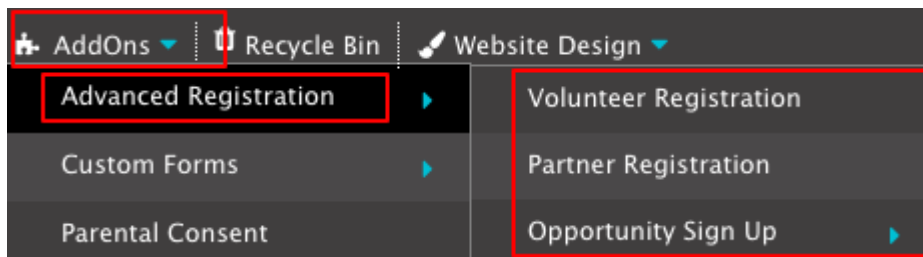 AddOns Recycle Bin Website Design
Advanced Registration Volunteer Registration
Custom Forms Partner Registration
Parental Consent Opportunity Sign Up